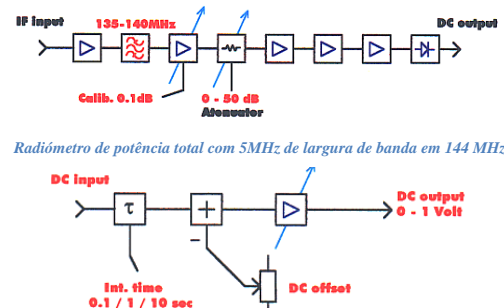 IF input
135-140MHz
DC output
Calib. 0.1dB
0 - 50 dB
Atenuator
Radiómetro de potência total com 5MHz de largura de banda em 144 MHz
DC input
τ
+
DC output
0 - 1 Volt
−
Int. time
0.1 / 1 / 10 sec
DC offset